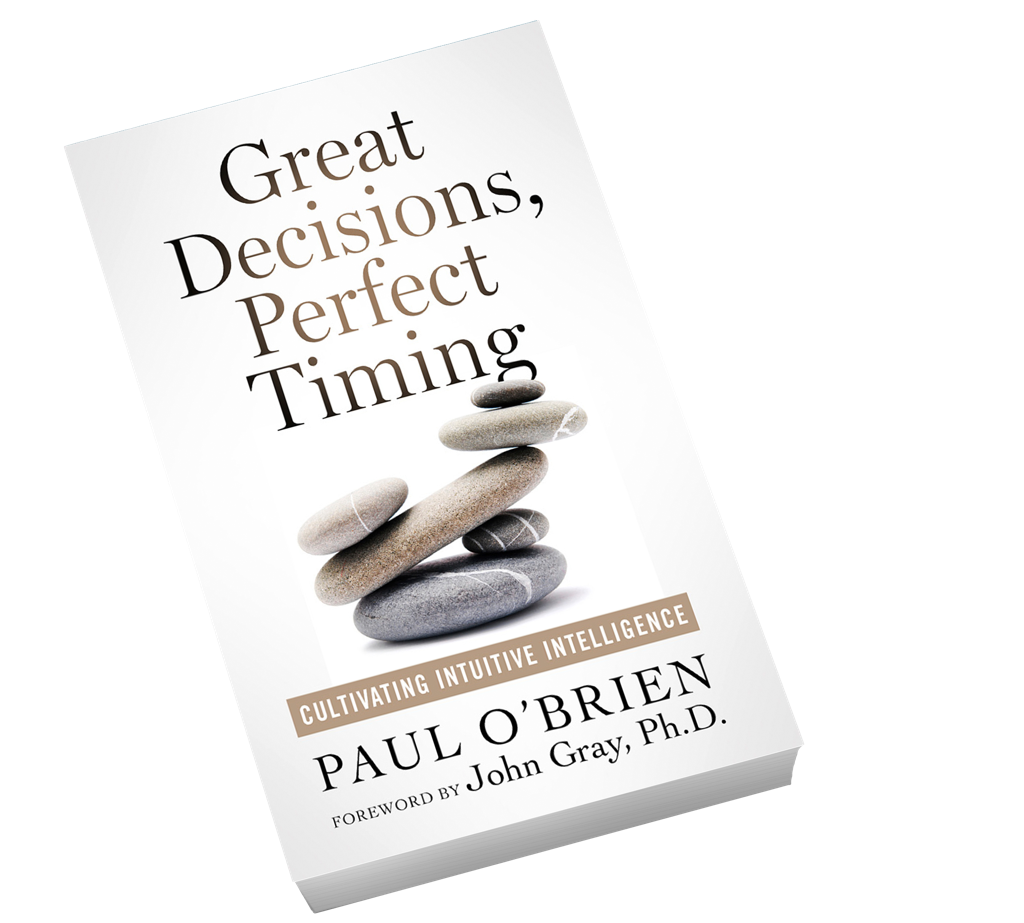 Great
Decisions,
Perfect
Timing
CULTIVATING INTUITIVE INTELLIGENCE
PAUL O'BRIEN
FOREWORD BY John Gray, Ph.D.